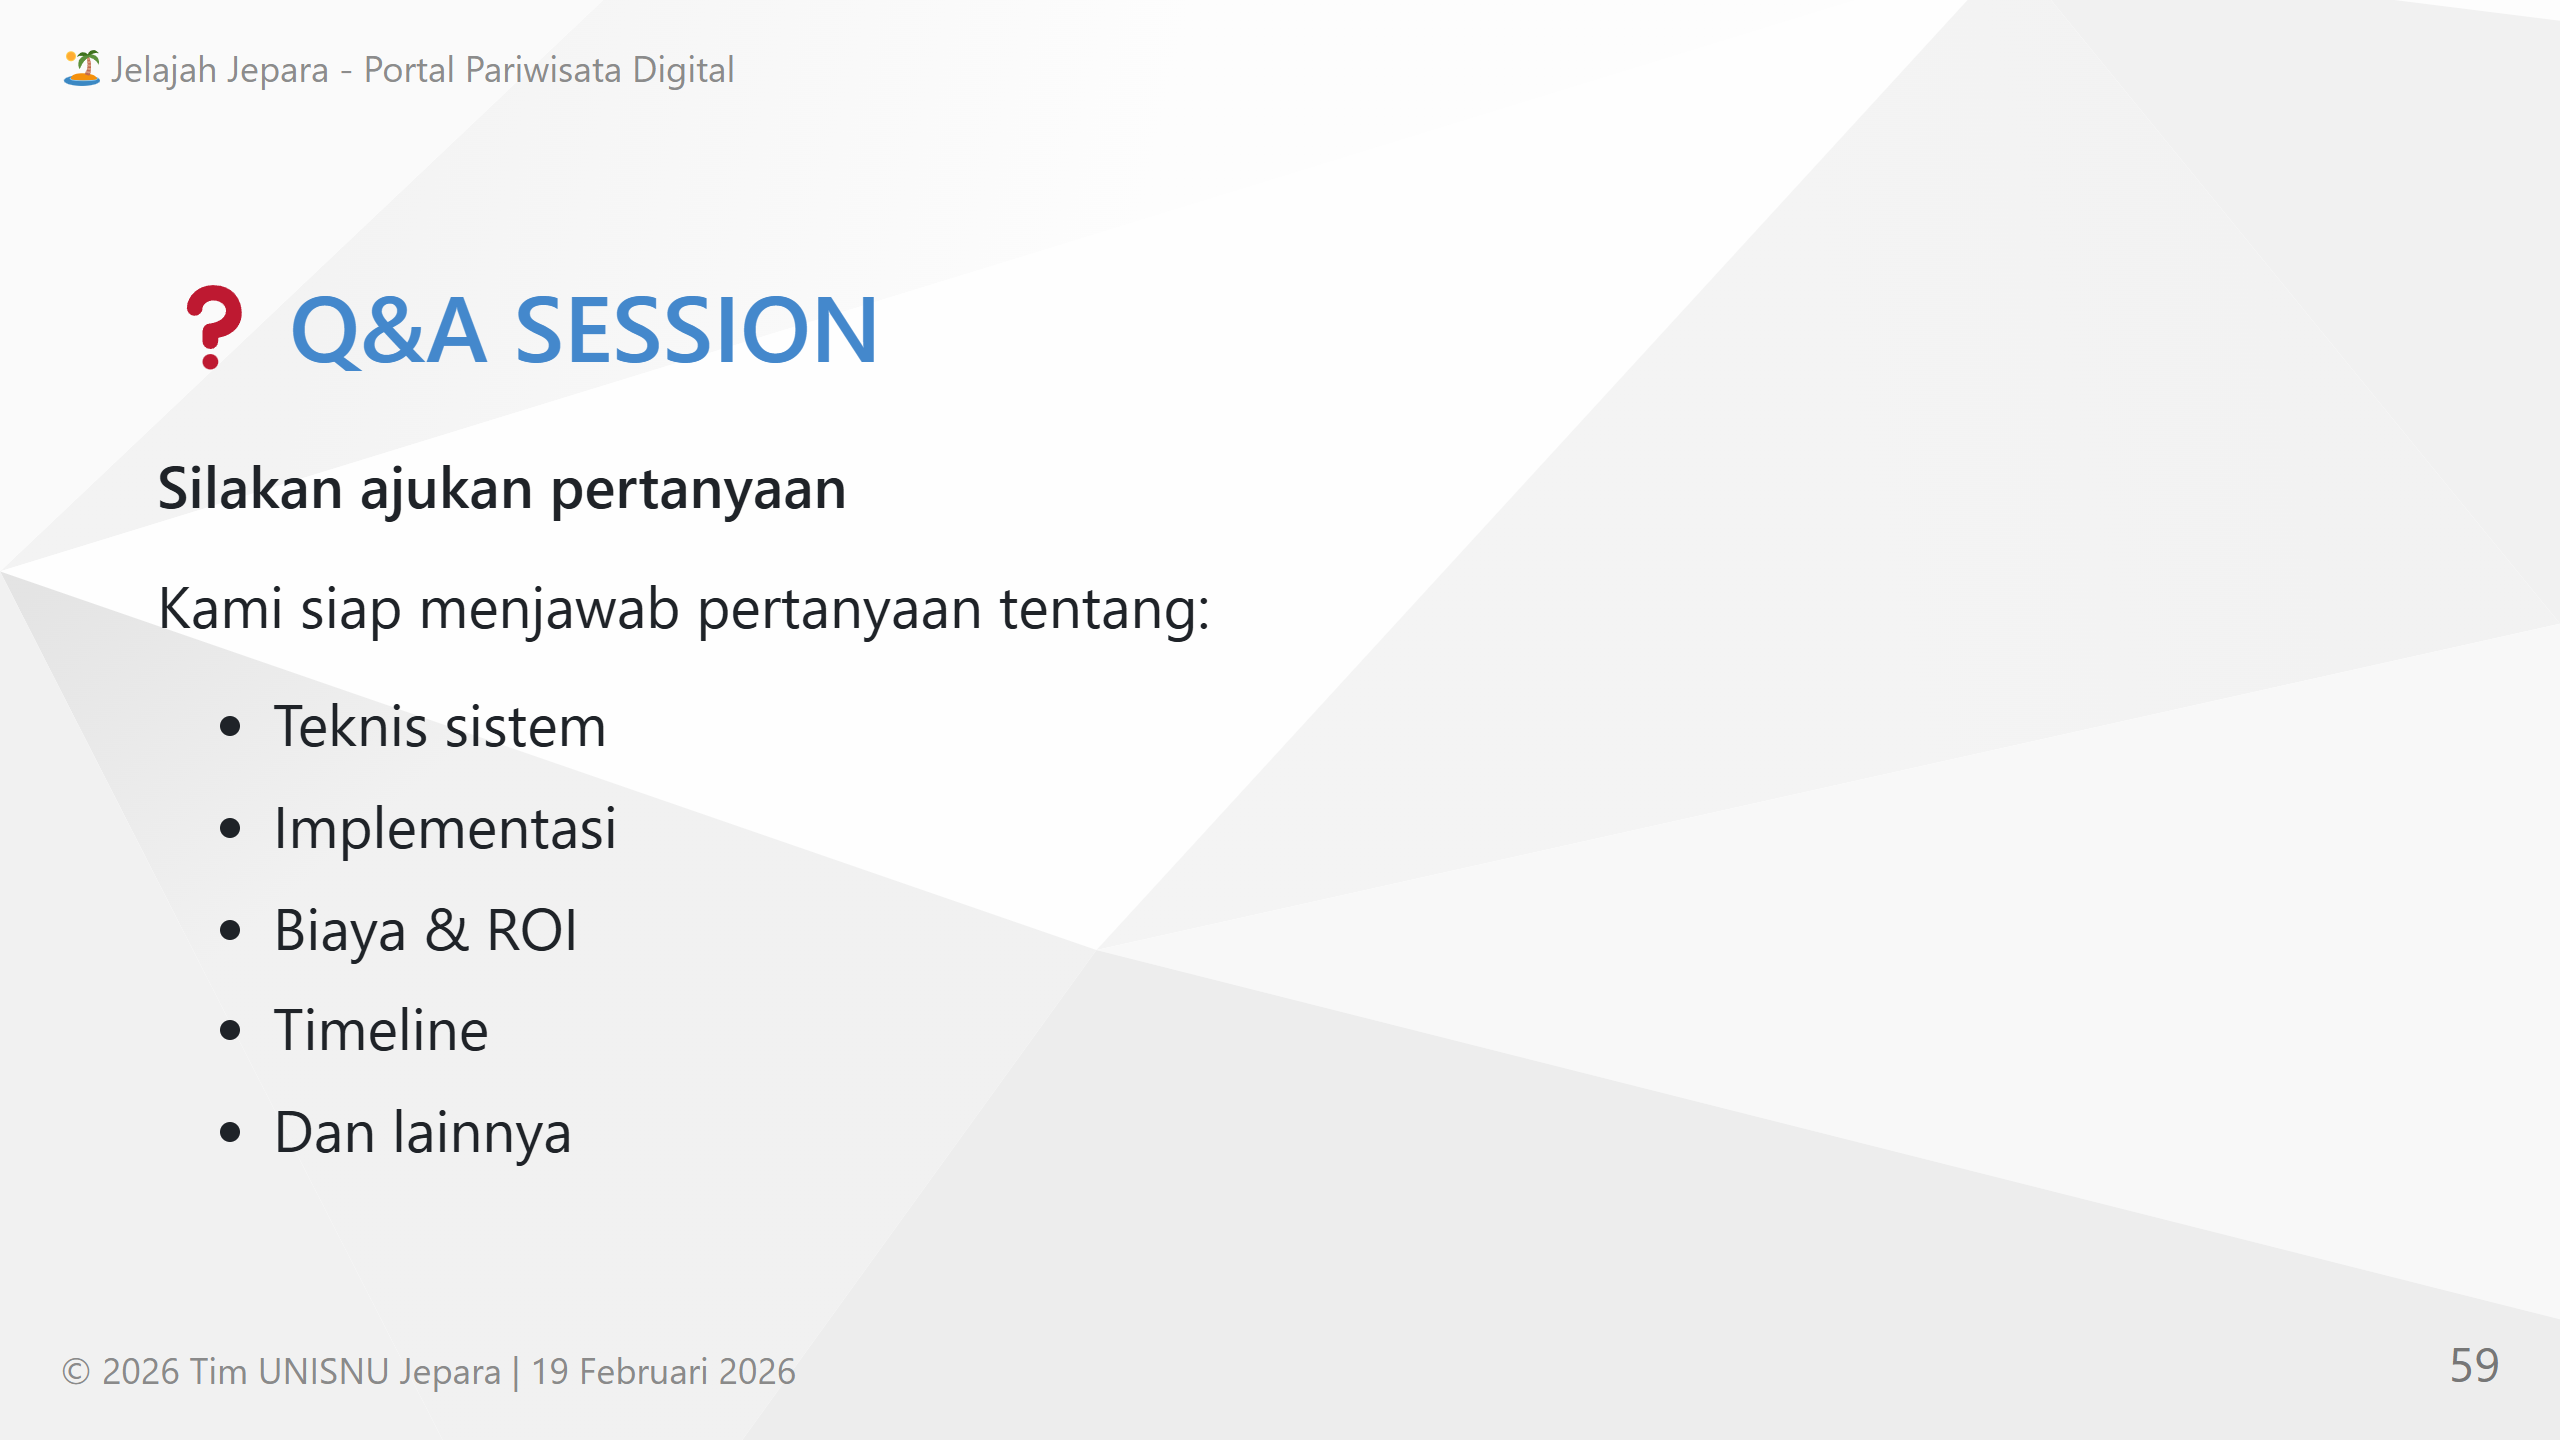 🏝️ Jelajah Jepara - Portal Pariwisata Digital
❓ Q&A SESSION
Silakan ajukan pertanyaan
Kami siap menjawab pertanyaan tentang:
• Teknis sistem
• Implementasi
• Biaya & ROI
• Timeline
• Dan lainnya
© 2026 Tim UNISNU Jepara | 19 Februari 2026
59